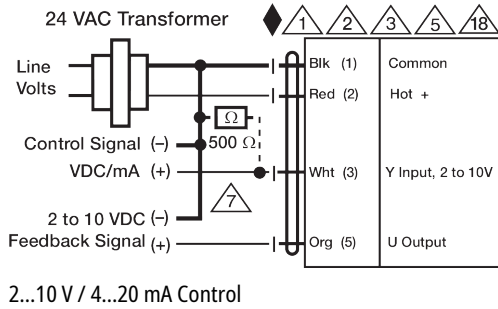 24 VAC Transformer
1 2 3 5 18
Line
Volts
Blk (1) Common
Red (2) Hot +
Ω
Control Signal (–) 500 Ω
VDC/mA (+)
Wht (3) Y Input, 2 to 10V
7
2 to 10 VDC (–)
Feedback Signal (+)
Org (5) U Output
2...10 V / 4...20 mA Control